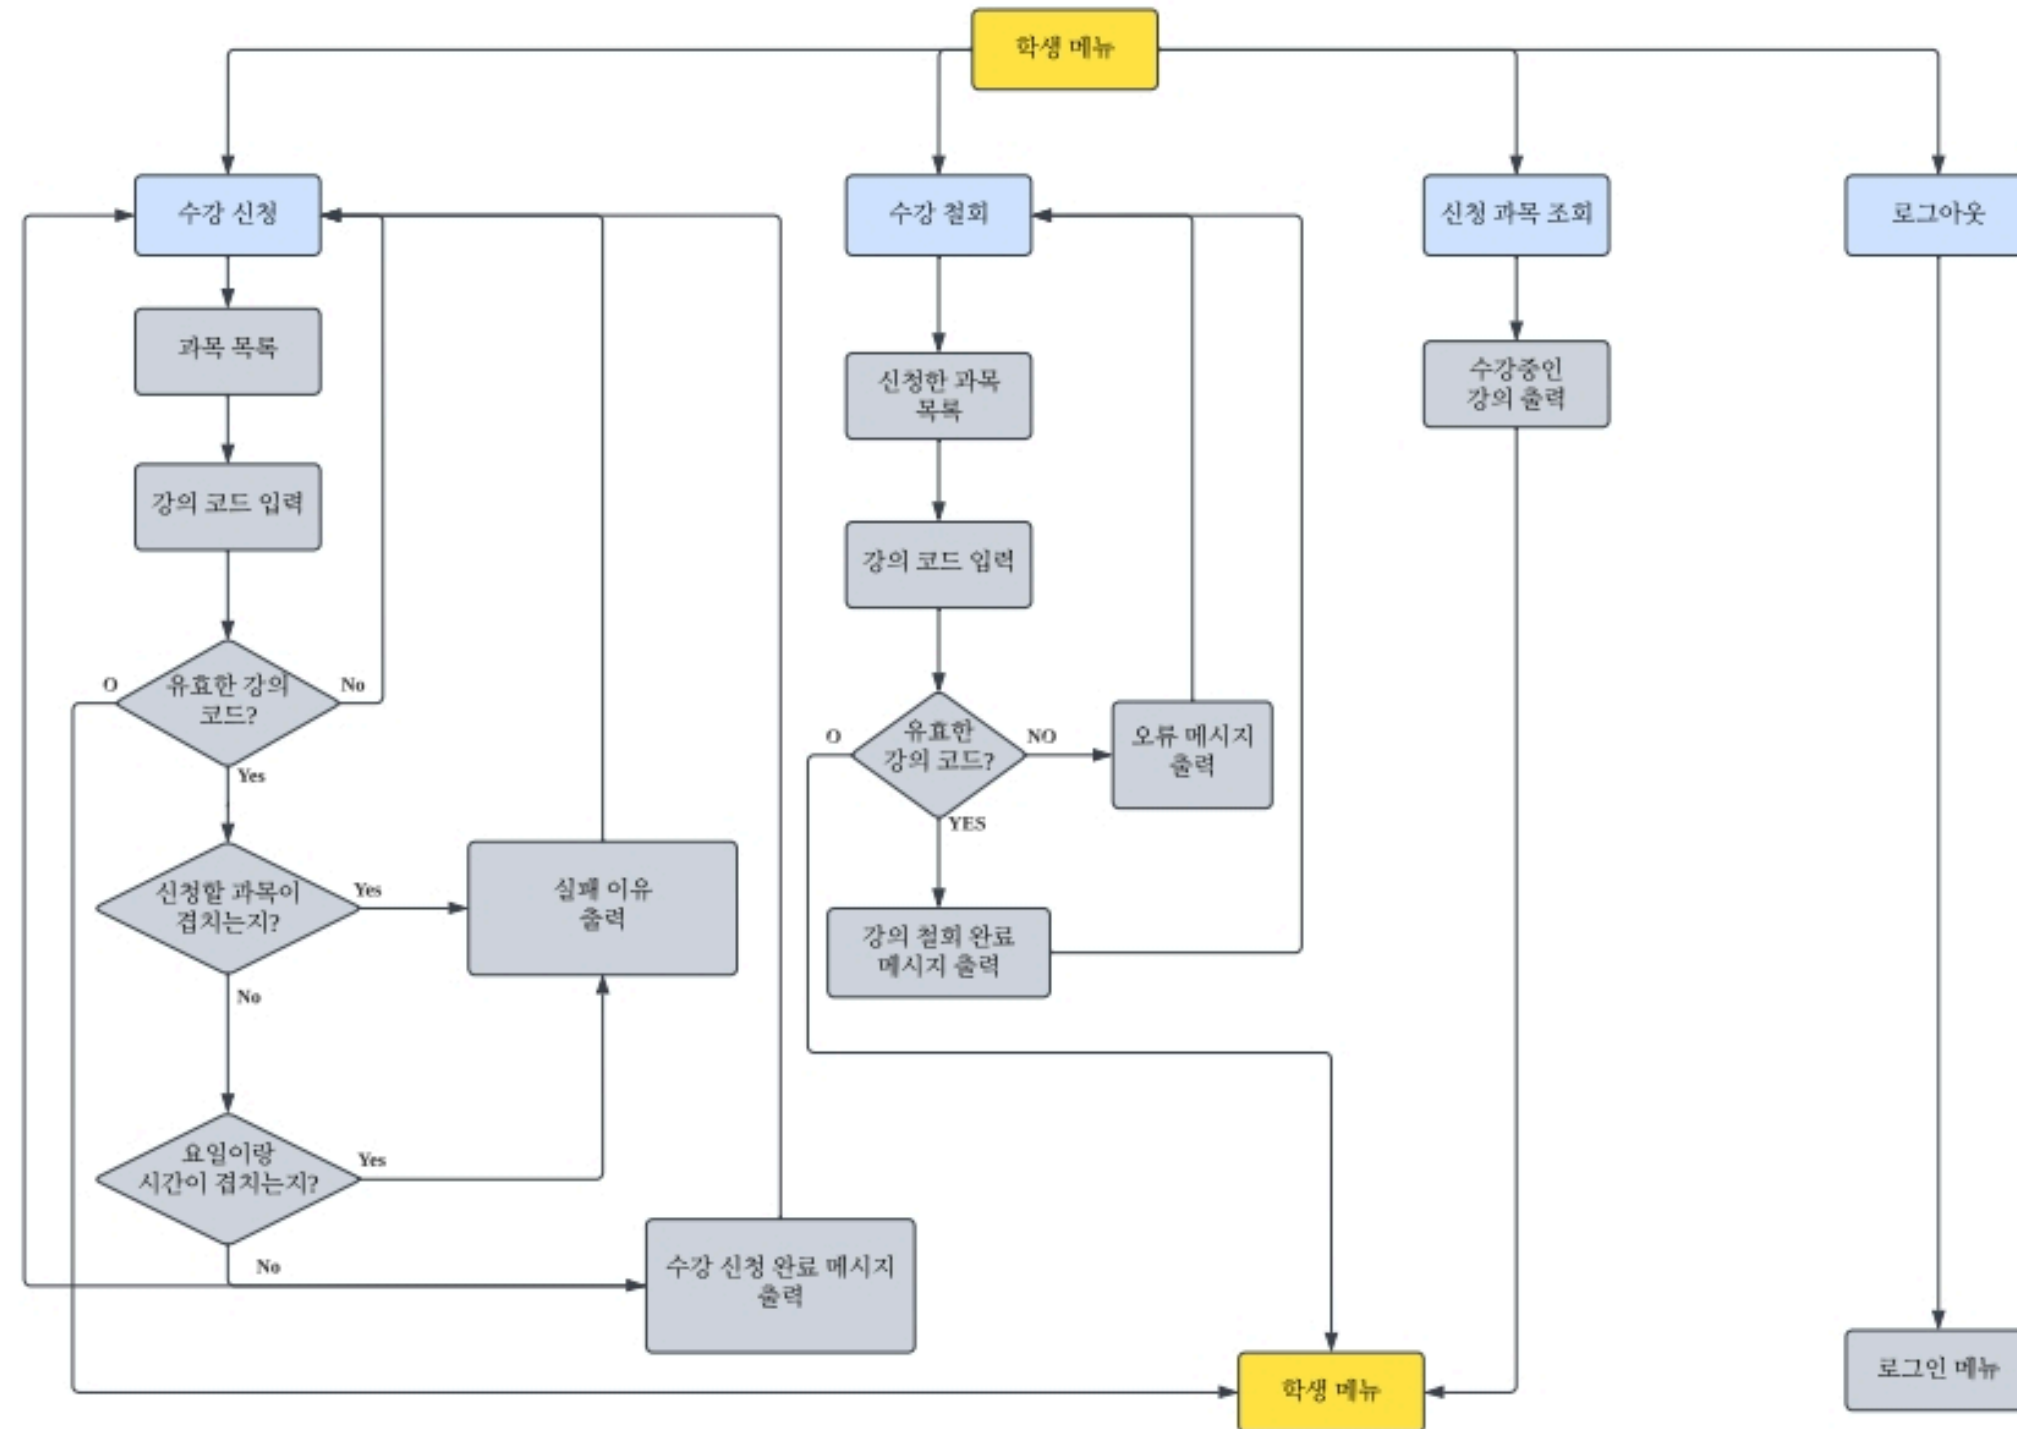 학생 메뉴
수강 신청
수강 철회
신청 과목 조회
로그아웃
과목 목록
신청한 과목
목록
수강중인
강의 출력
강의 코드 입력
강의 코드 입력
O
유효한 강의
코드?
No
Yes
O
유효한
강의 코드?
NO
YES
오류 메시지
출력
신청할 과목이
겹치는지?
Yes
No
실패 이유
출력
강의 철회 완료
메시지 출력
요일이랑
시간이 겹치는지?
Yes
No
수강 신청 완료 메시지
출력
학생 메뉴
로그인 메뉴